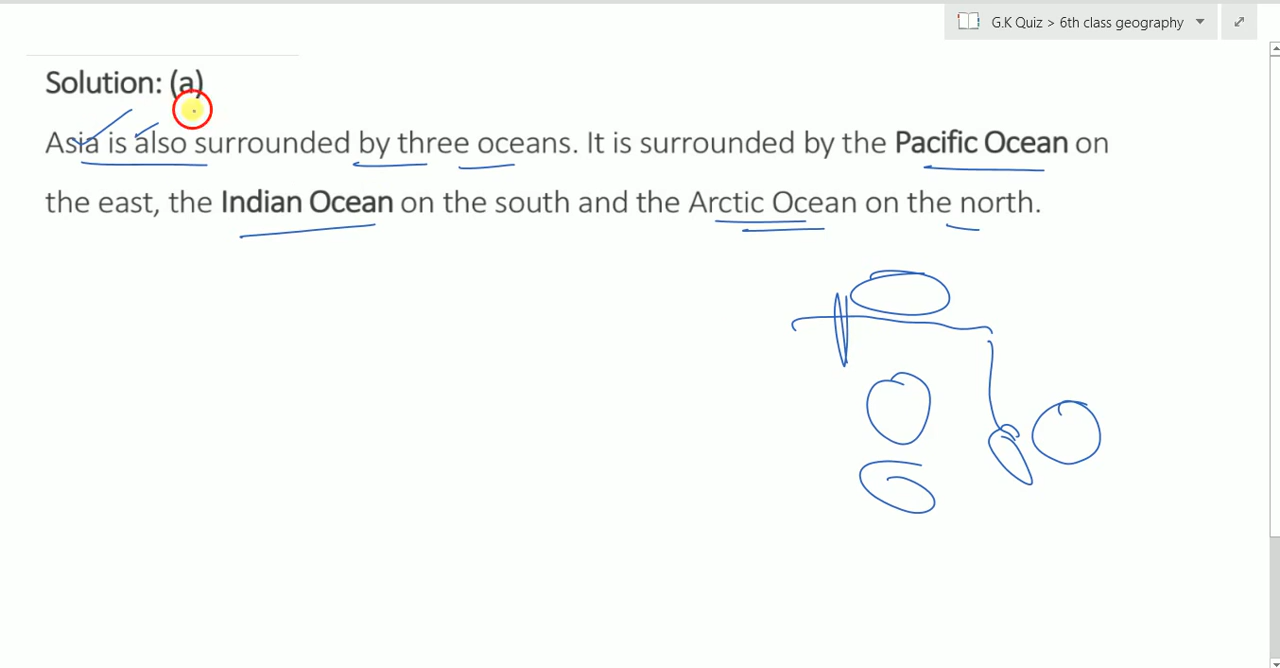 G.K Quiz > 6th class geography
Solution: (a)
Asia is also surrounded by three oceans. It is surrounded by the Pacific Ocean on
the east, the Indian Ocean on the south and the Arctic Ocean on the north.